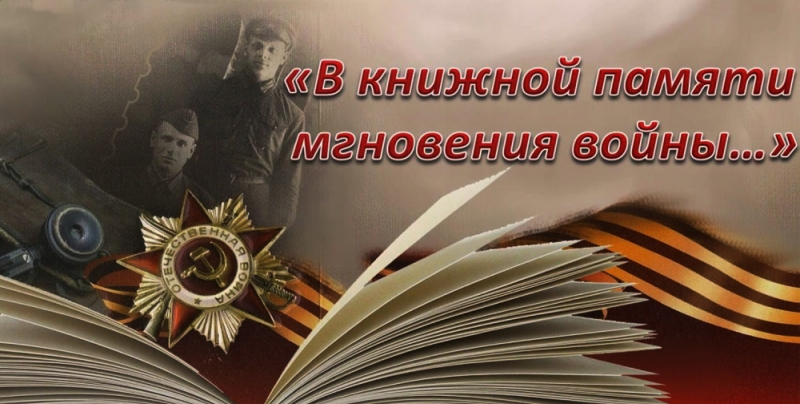 «В книжной памяти
мгновения войны...»
ОТЕЧЕСТВЕННАЯ ВОЙНА